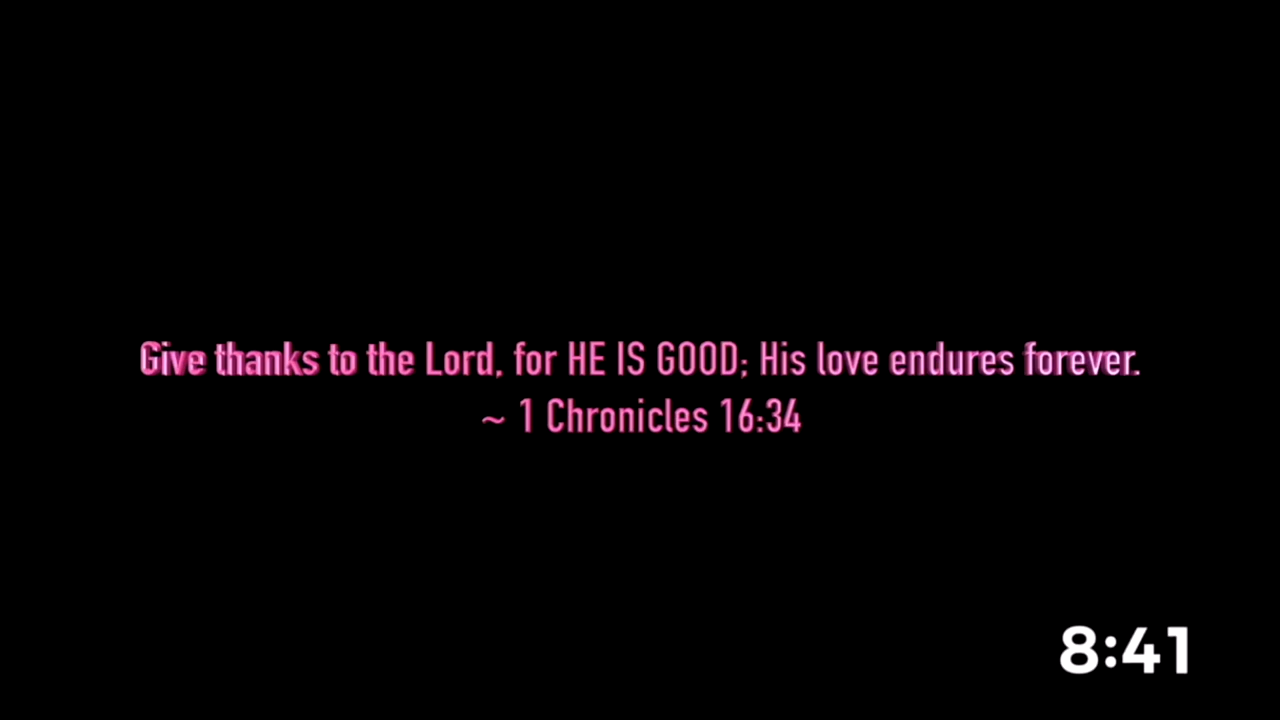 Give thanks to the Lord, for HE IS GOOD; His love endures forever.
~ 1 Chronicles 16:34
8:41